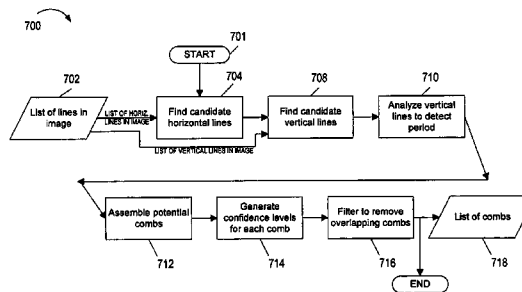 700
701
START
702
704
708
710
List of lines in
image
LIST OF HORIZ.
LINES IN IMAGE
Find candidate
horizontal lines
Find candidate
vertical lines
Analyze vertical
lines to detect
period
LIST OF VERTICAL LINES IN IMAGE
Assemble potential
combs
Generate
confidence levels
for each comb
Filter to remove
overlapping combs
List of combs
712
714
716
718
END